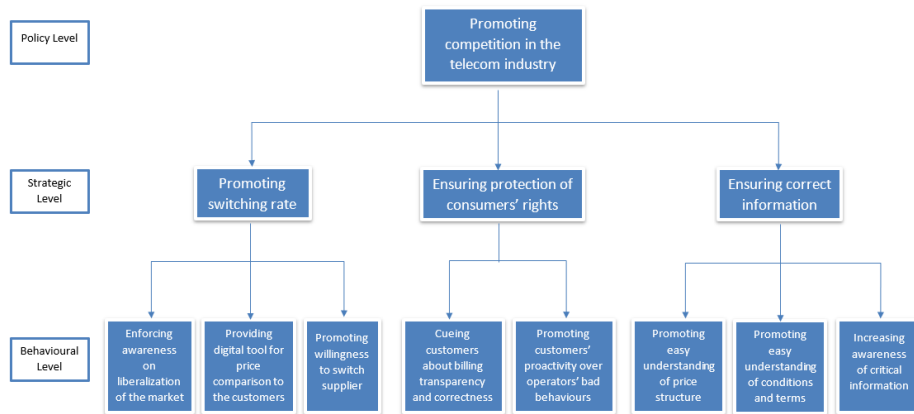 Policy Level
Promoting
competition in the
telecom industry
Strategic
Level
Promoting
switching rate
Ensuring protection of
consumers' rights
Ensuring correct
information
Behavioural
Level
Enforcing
awareness
on
liberalization
of the market
Providing
digital tool for
price
comparison to
the customers
Promoting
willingness
to switch
supplier
Cueing
customers
about billing
transparency
and correctness
Promoting
customers'
proactivity over
operators' bad
behaviours
Promoting
easy
understanding
of price
structure
Promoting
easy
understanding
of conditions
and terms
Increasing
awareness
of critical
information